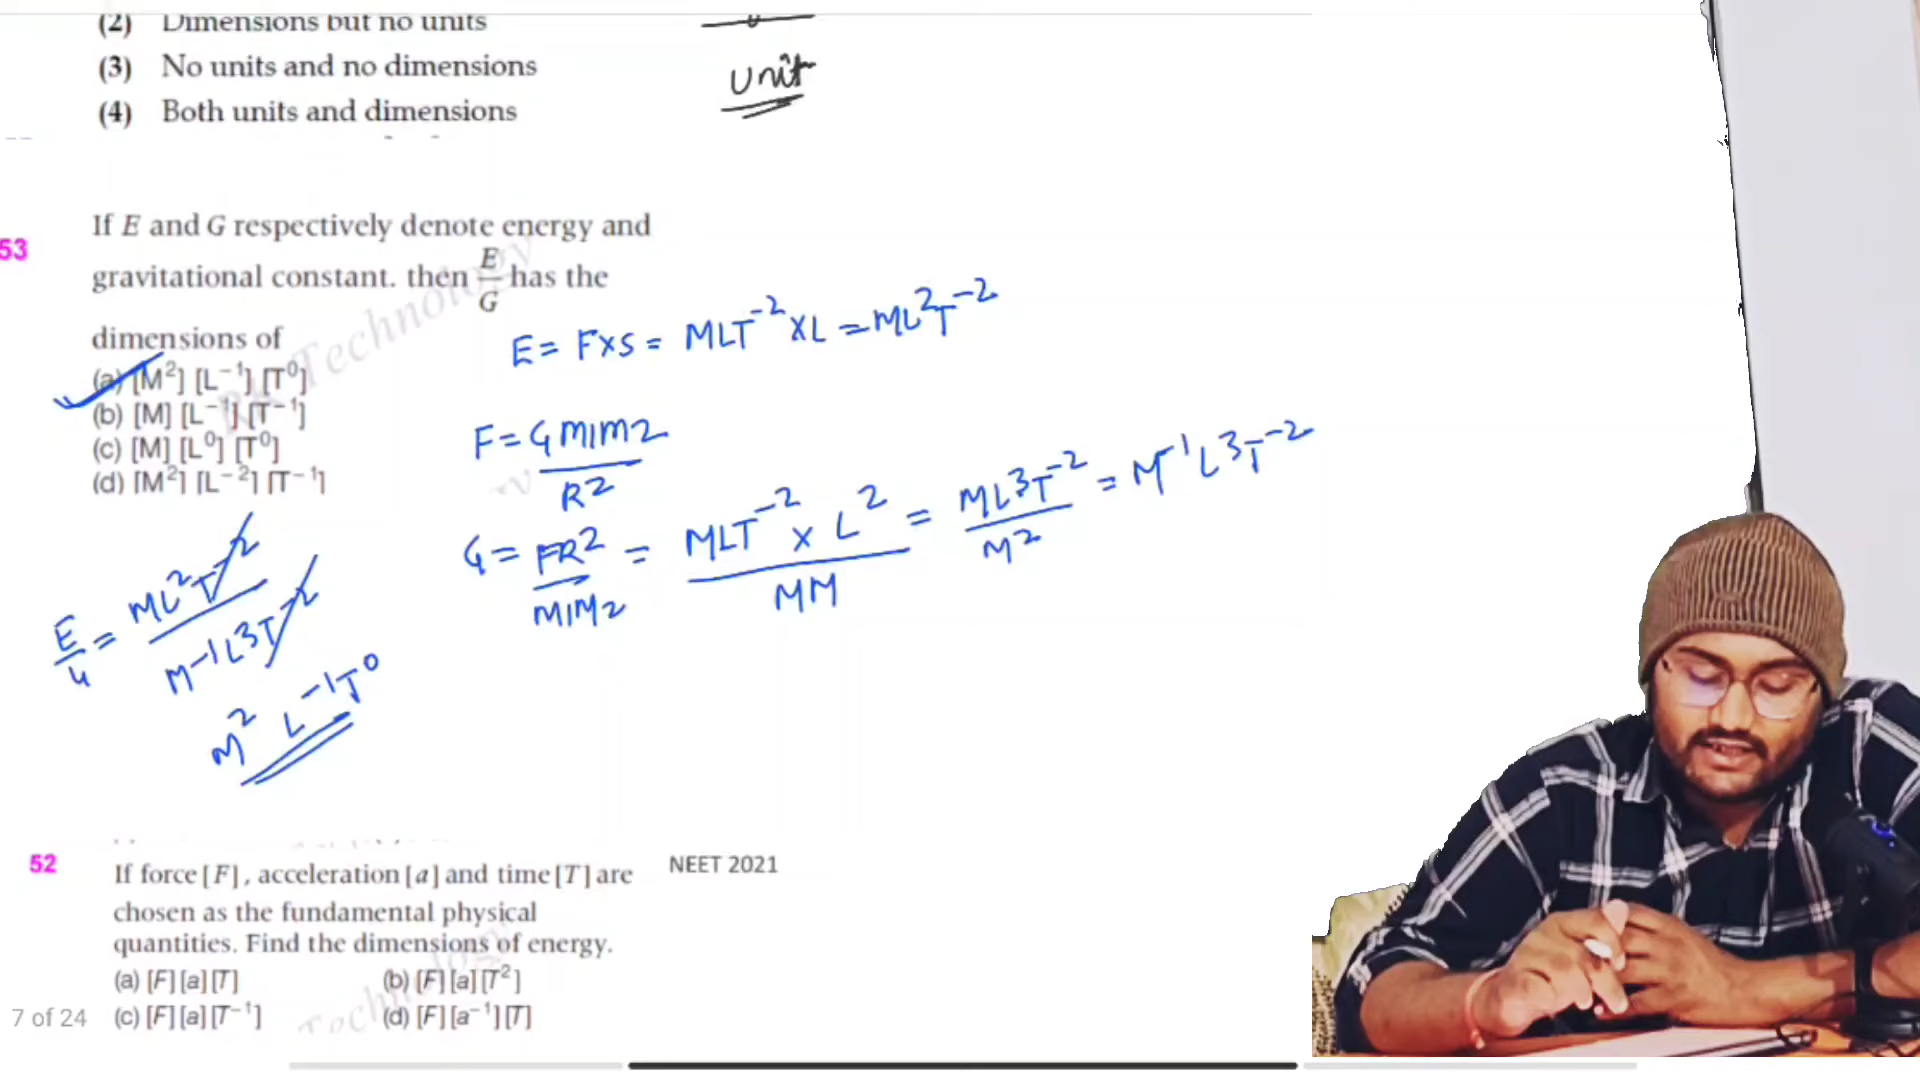 (2) Dimensions but no units
(3) No units and no dimensions
(4) Both units and dimensions
unit
53
If E and G respectively denote energy and
gravitational constant. then E/G has the
dimensions of
(a) [M²] [L⁻¹] [T⁰]
(b) [M] [L⁻¹] [T⁻¹]
(c) [M] [L⁰] [T⁰]
(d) [M²] [L⁻²] [T⁻¹]
E = F×S = MLT⁻² × L = ML²T⁻²
F = G M1M2 / R²
G = FR² / M1M2 = MLT⁻² × L² / MM = ML³T⁻² / M² = M⁻¹L³T⁻²
E/G = ML²T⁻² / M⁻¹L³T⁻²
M² L⁻¹T⁰
52
If force [F], acceleration [a] and time [T] are
chosen as the fundamental physical
quantities. Find the dimensions of energy.
NEET 2021
(a) [F] [a] [T] (b) [F] [a] [T²]
(c) [F] [a] [T⁻¹] (d) [F] [a⁻¹] [T]
7 of 24